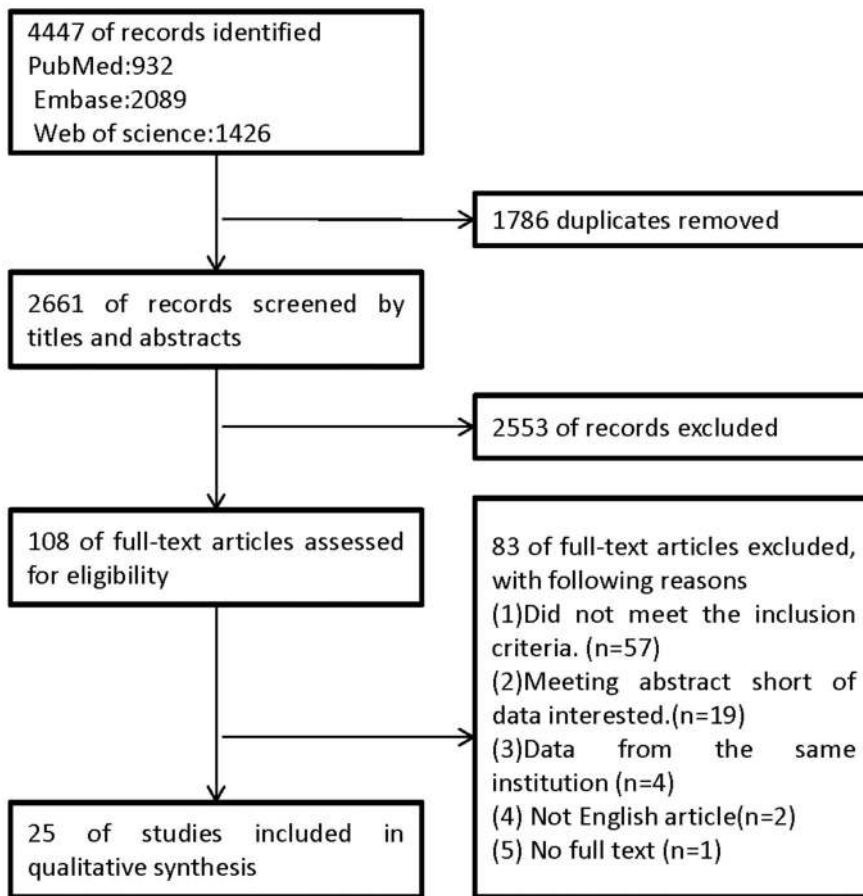 4447 of records identified
PubMed:932
Embase:2089
Web of science:1426
1786 duplicates removed
2661 of records screened by
titles and abstracts
2553 of records excluded
108 of full-text articles assessed
for eligibility
83 of full-text articles excluded,
with following reasons
(1)Did not meet the inclusion
criteria. (n=57)
(2)Meeting abstract short of
data interested.(n=19)
(3)Data from the same
institution (n=4)
(4) Not English article(n=2)
(5) No full text (n=1)
25 of studies included in
qualitative synthesis